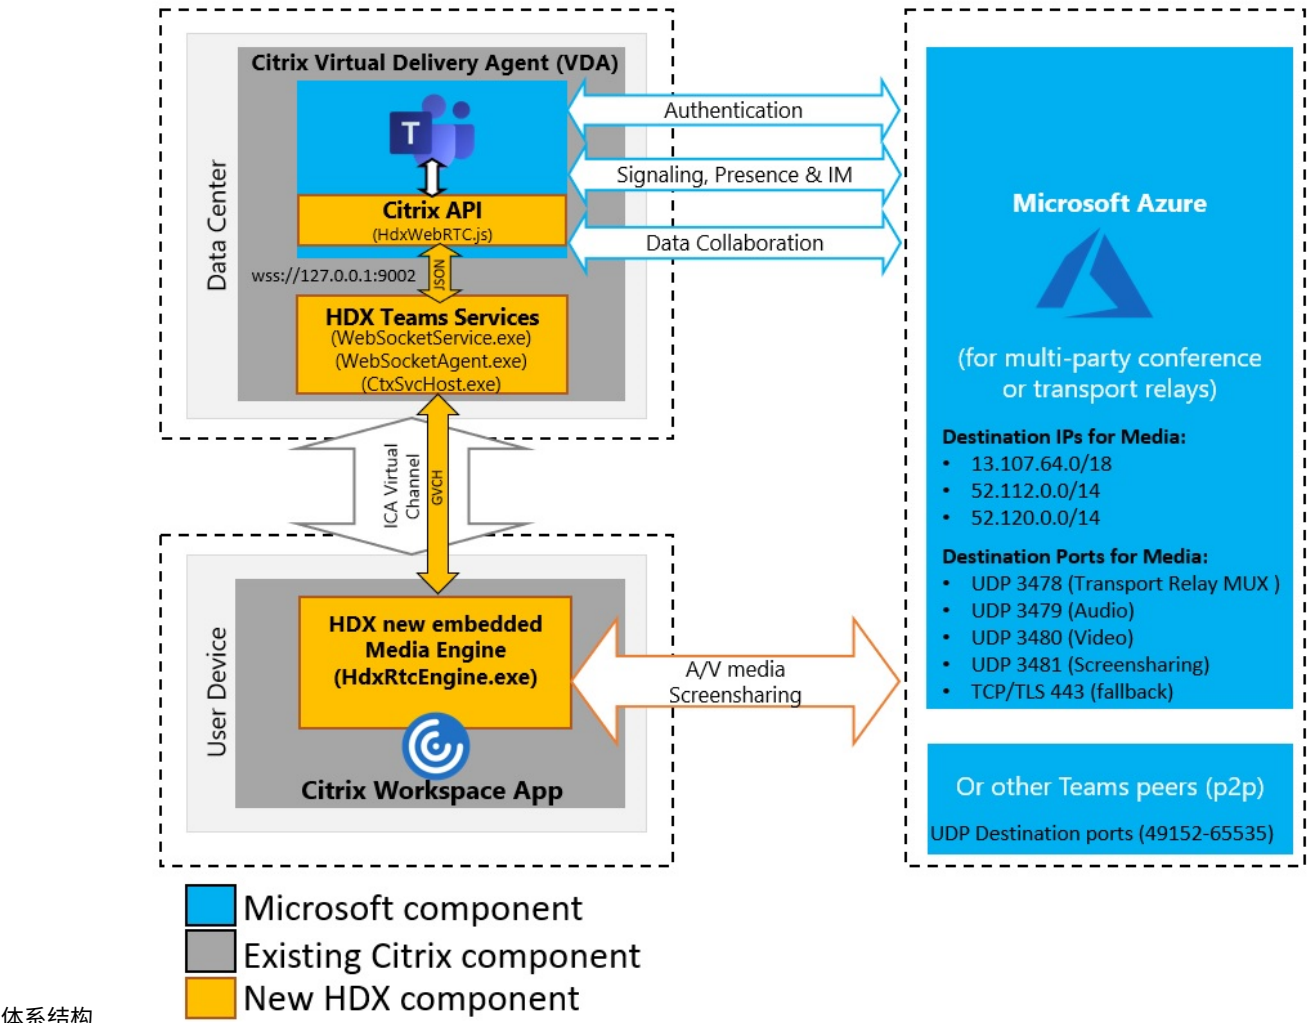 Citrix Virtual Delivery Agent (VDA)
T
Citrix API
(HdxWebRTC.js)
wss://127.0.0.1:9002
JSON
HDX Teams Services
(WebSocketService.exe)
(WebSocketAgent.exe)
(CtxSvcHost.exe)
Data Center
Authentication
Signaling, Presence & IM
Data Collaboration
ICA Virtual
Channel
GVCH
User Device
HDX new embedded
Media Engine
(HdxRtcEngine.exe)
Citrix Workspace App
A/V media
Screensharing
Microsoft Azure
(for multi-party conference
or transport relays)
Destination IPs for Media:
• 13.107.64.0/18
• 52.112.0.0/14
• 52.120.0.0/14
Destination Ports for Media:
• UDP 3478 (Transport Relay MUX )
• UDP 3479 (Audio)
• UDP 3480 (Video)
• UDP 3481 (Screensharing)
• TCP/TLS 443 (fallback)
Or other Teams peers (p2p)
UDP Destination ports (49152-65535)
Microsoft component
Existing Citrix component
New HDX component
体系结构